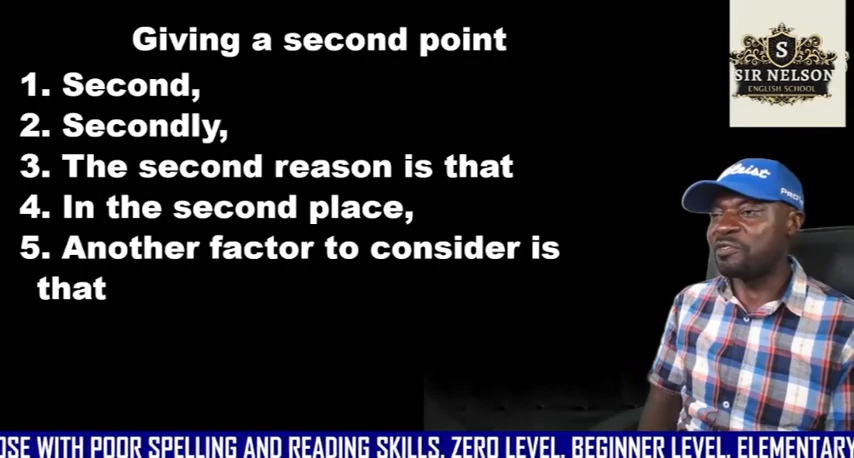 Giving a second point
1. Second,
2. Secondly,
3. The second reason is that
4. In the second place,
5. Another factor to consider is
that
S
SIR NELSON
ENGLISH SCHOOL
Titleist
PRO
OSE WITH POOR SPELLING AND READING SKILLS, ZERO LEVEL, BEGINNER LEVEL, ELEMENTARY